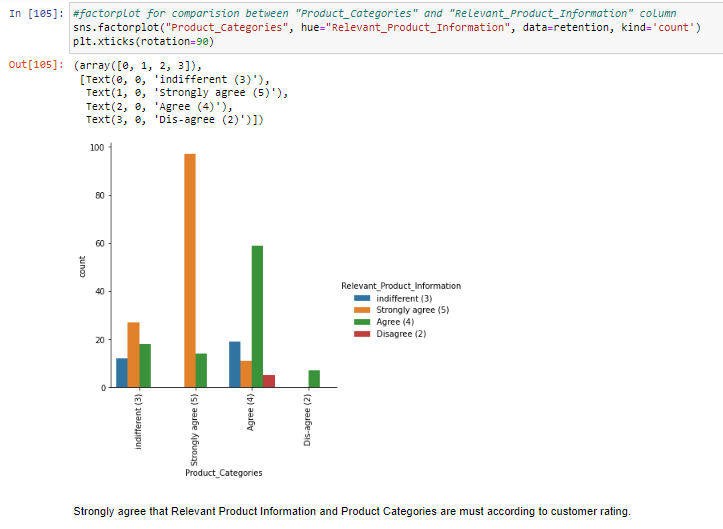 In [105]: #factorplot for comparision between "Product_Categories" and "Relevant_Product_Information" column
sns.factorplot("Product_Categories", hue="Relevant_Product_Information", data=retention, kind='count')
plt.xticks(rotation=90)
Out[105]: (array([0, 1, 2, 3]),
[Text(0, 0, 'indifferent (3)'),
Text(1, 0, 'Strongly agree (5)'),
Text(2, 0, 'Agree (4)'),
Text(3, 0, 'Dis-agree (2)')])
100
80
60
40
20
0
count
indifferent (3)
Strongly agree (5)
Agree (4)
Dis-agree (2)
Product_Categories
Relevant_Product_Information
indifferent (3)
Strongly agree (5)
Agree (4)
Disagree (2)
Strongly agree that Relevant Product Information and Product Categories are must according to customer rating.